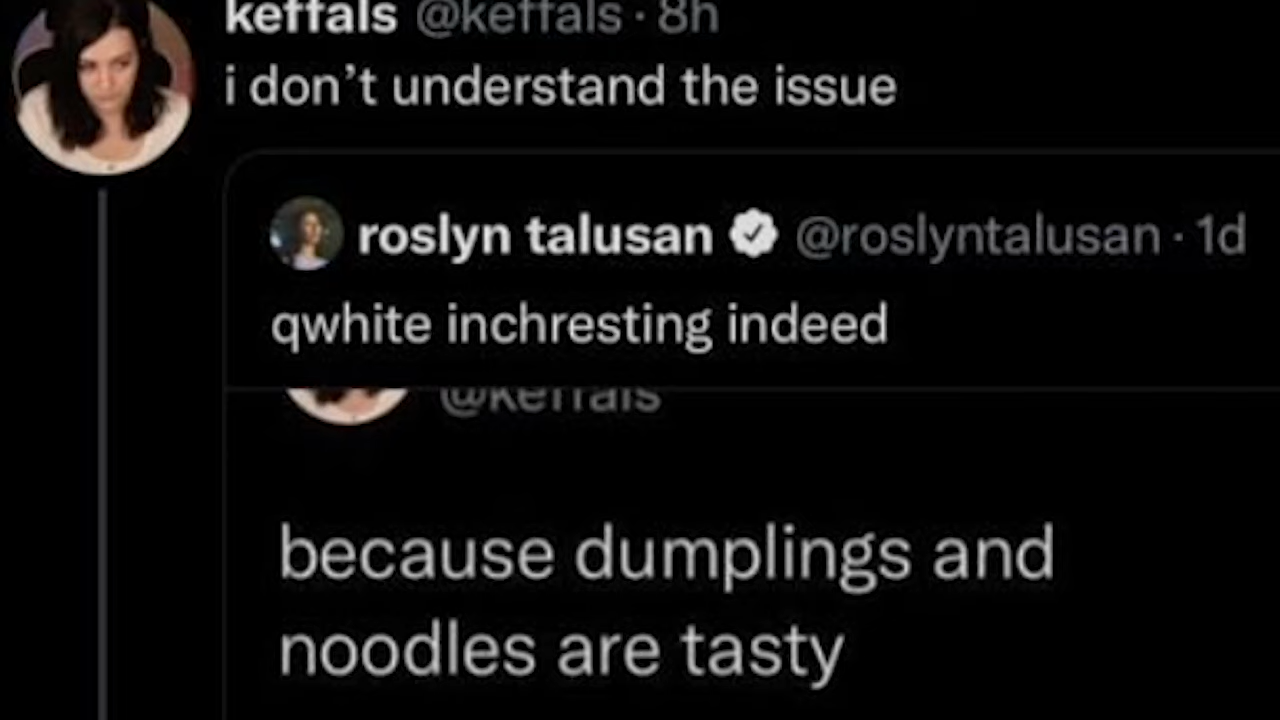 keffals @keffals · 8h
i don’t understand the issue
roslyn talusan @roslyntalusan · 1d
qwhite inchresting indeed
@keffals
because dumplings and
noodles are tasty